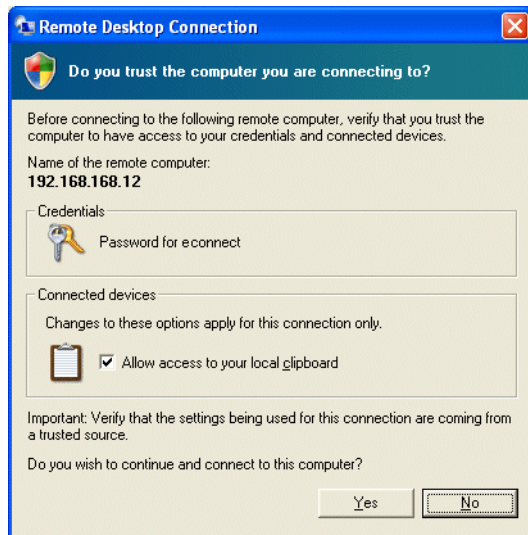 Remote Desktop Connection
Do you trust the computer you are connecting to?
Before connecting to the following remote computer, verify that you trust the
computer to have access to your credentials and connected devices.
Name of the remote computer:
192.168.168.12
Credentials
Password for econnect
Connected devices
Changes to these options apply for this connection only.
Allow access to your local clipboard
Important: Verify that the settings being used for this connection are coming from
a trusted source.
Do you wish to continue and connect to this computer?
Yes
No